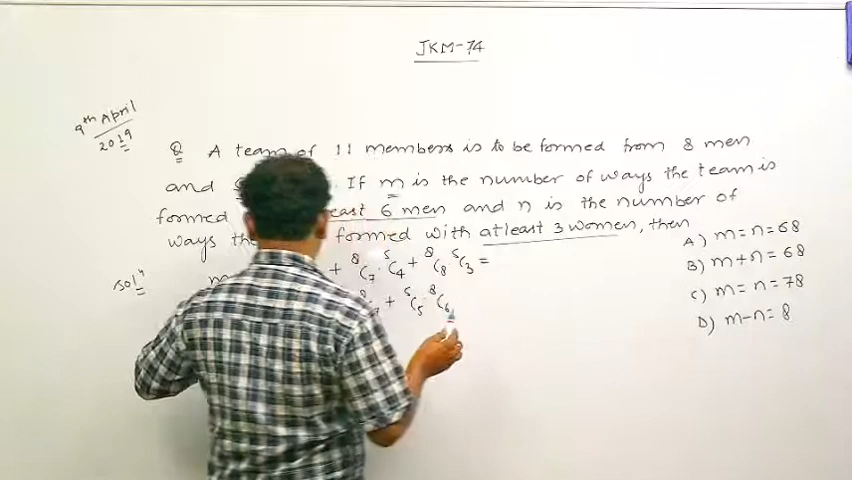 JKM-74
9th April
2019
Q A team of 11 members is to be formed from 8 men
and If m is the number of ways the team is
formed least 6 men and n is the number of
ways the formed with atleast 3 women, then
A) m=n=68
B) m+n=68
C) m=n=78
D) m-n=8
Solⁿ
m + ⁸C₇ ⁵C₄ + ⁸C₈ ⁵C₃ =
+ ⁵C₅ ⁸C₆